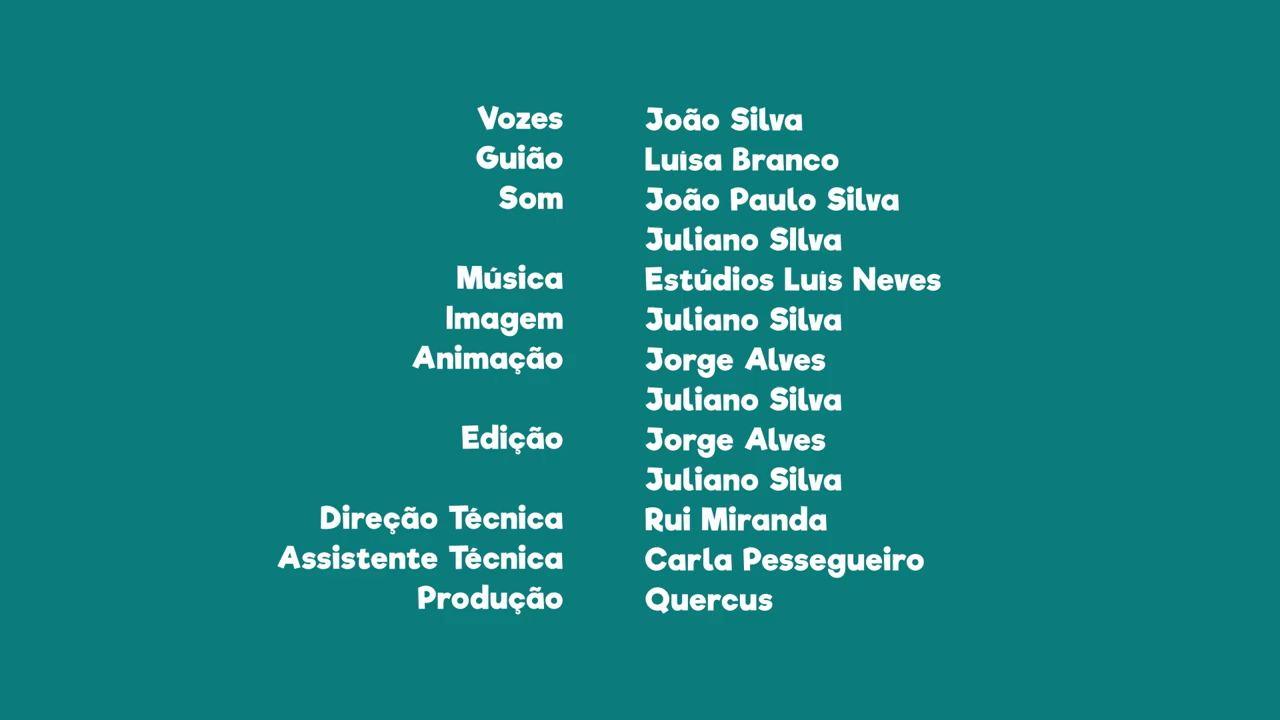 Vozes João Silva
Guião Luísa Branco
Som João Paulo Silva
Juliano SIlva
Música Estúdios Luís Neves
Imagem Juliano Silva
Animação Jorge Alves
Juliano Silva
Edição Jorge Alves
Juliano Silva
Direção Técnica Rui Miranda
Assistente Técnica Carla Pessegueiro
Produção Quercus